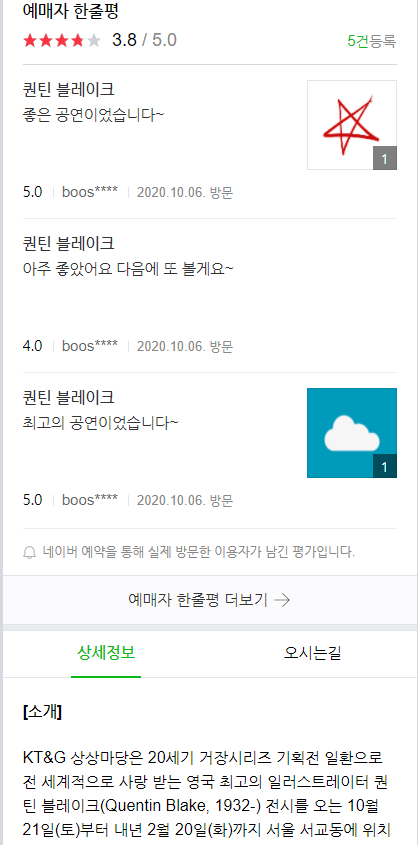 예매자 한줄평
3.8 / 5.0
5건등록
퀀틴 블레이크
좋은 공연이었습니다~
1
5.0 boos**** 2020.10.06. 방문
퀀틴 블레이크
아주 좋았어요 다음에 또 볼게요~
4.0 boos**** 2020.10.06. 방문
퀀틴 블레이크
최고의 공연이었습니다~
1
5.0 boos**** 2020.10.06. 방문
네이버 예약을 통해 실제 방문한 이용자가 남긴 평가입니다.
예매자 한줄평 더보기
상세정보
오시는길
[소개]
KT&G 상상마당은 20세기 거장시리즈 기획전 일환으로
전 세계적으로 사랑 받는 영국 최고의 일러스트레이터 퀀
틴 블레이크(Quentin Blake, 1932-) 전시를 오는 10월
21일(토)부터 내년 2월 20일(화)까지 서울 서교동에 위치